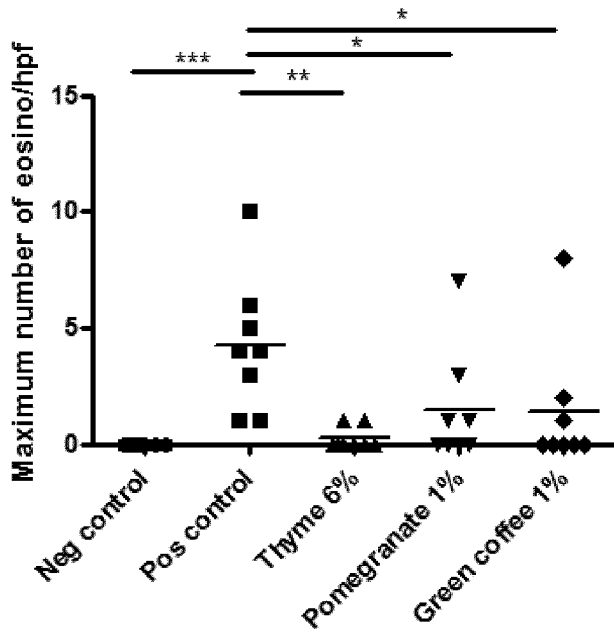 *
*
***
**
Maximum number of eosino/hpf
15
10
5
0
Neg control
Pos control
Thyme 6%
Pomegranate 1%
Green coffee 1%